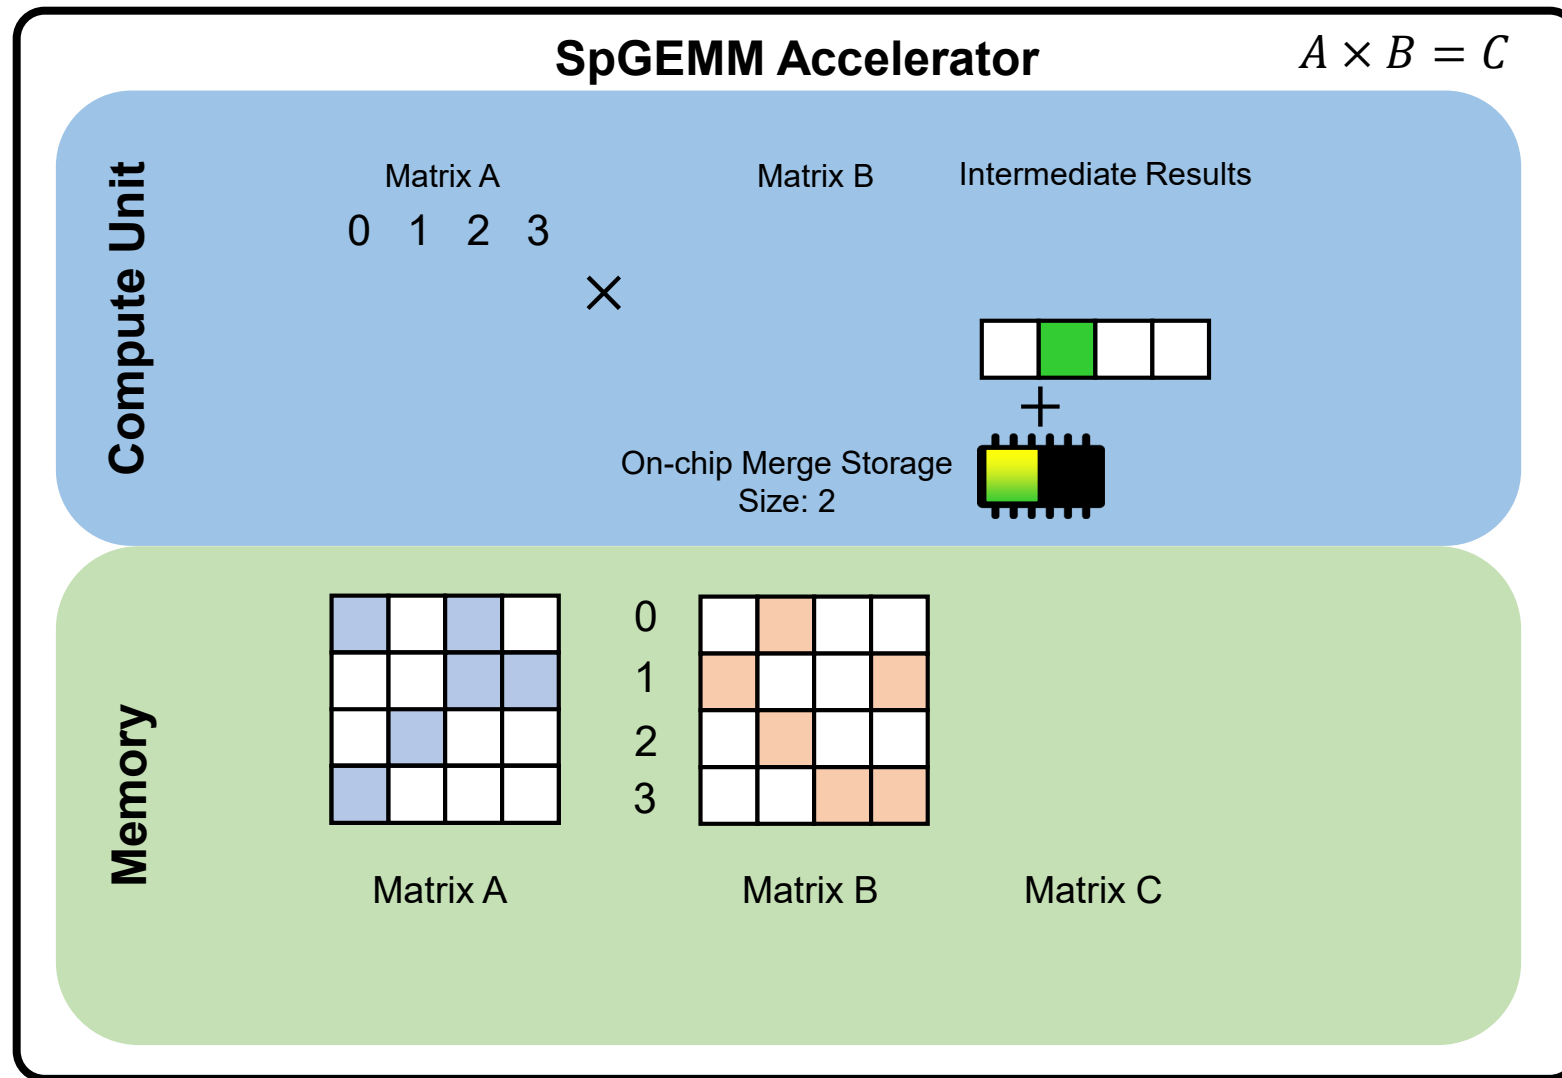 SpGEMM Accelerator
A × B = C
Compute Unit
Matrix A
Matrix B
Intermediate Results
0 1 2 3
×
+
On-chip Merge Storage
Size: 2
Memory
0
1
2
3
Matrix A
Matrix B
Matrix C